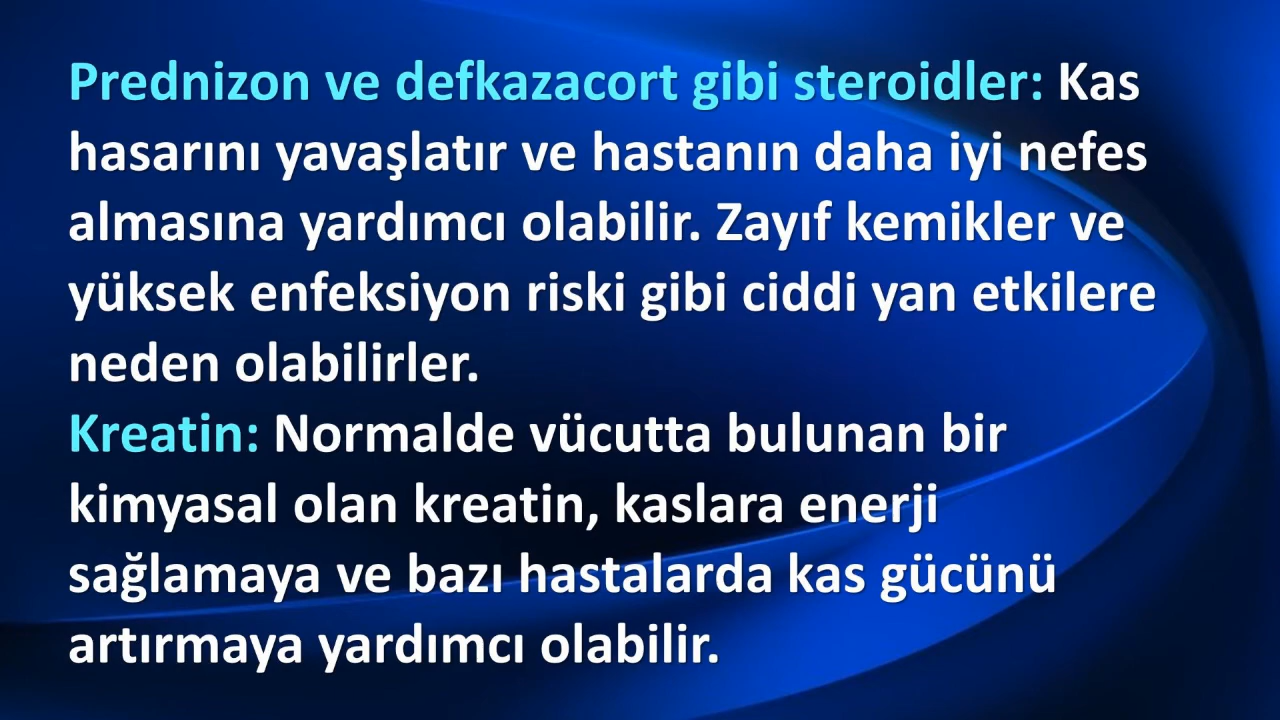 Prednizon ve defkazacort gibi steroidler: Kas
hasarını yavaşlatır ve hastanın daha iyi nefes
almasına yardımcı olabilir. Zayıf kemikler ve
yüksek enfeksiyon riski gibi ciddi yan etkilere
neden olabilirler.
Kreatin: Normalde vücutta bulunan bir
kimyasal olan kreatin, kaslara enerji
sağlamaya ve bazı hastalarda kas gücünü
artırmaya yardımcı olabilir.